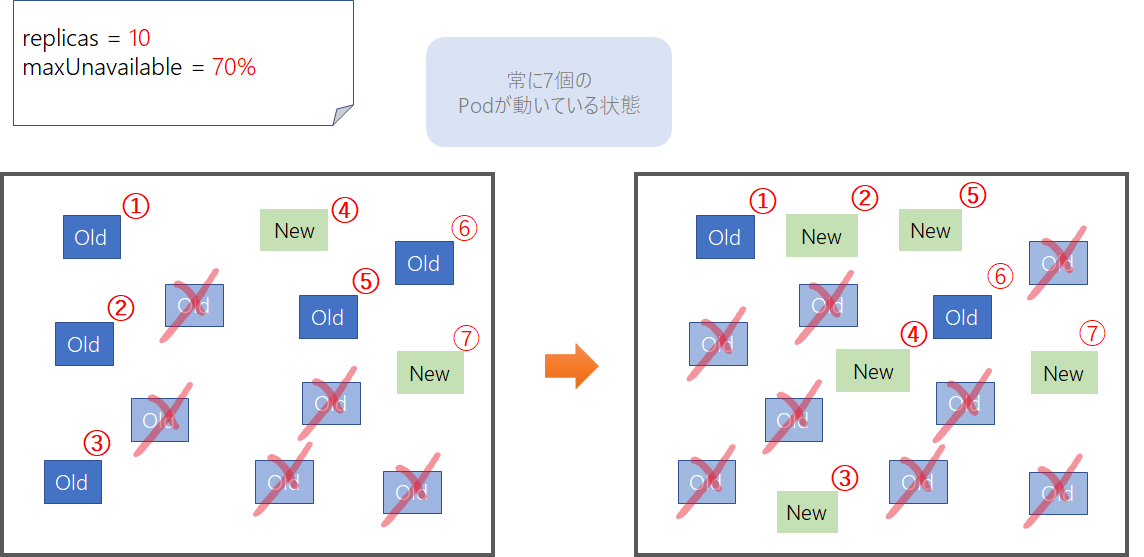 replicas = 10
maxUnavailable = 70%
常に7個の
Podが動いている状態
①
Old
New
④
⑥
Old
Old
⑤
Old
②
Old
⑦
New
Old
Old
③
Old
Old
Old
①
Old
②
New
⑤
New
Old
Old
⑥
Old
Old
④
New
⑦
New
Old
Old
Old
③
New
Old
Old